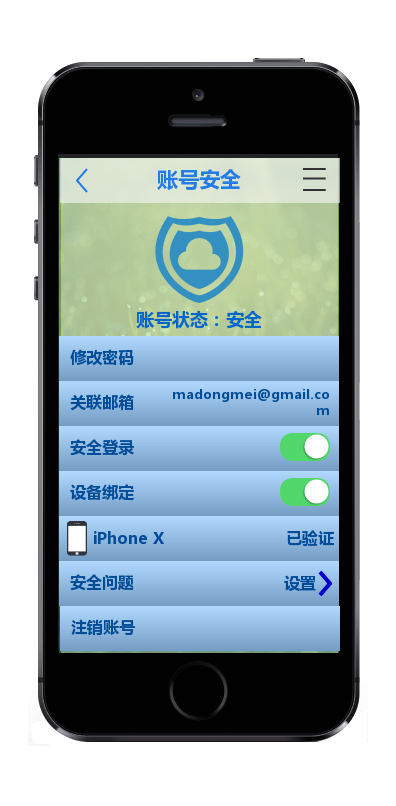 账号安全
账号状态：安全
修改密码
关联邮箱
madongmei@gmail.co
m
安全登录
设备绑定
iPhone X 已验证
安全问题 设置
注销账号